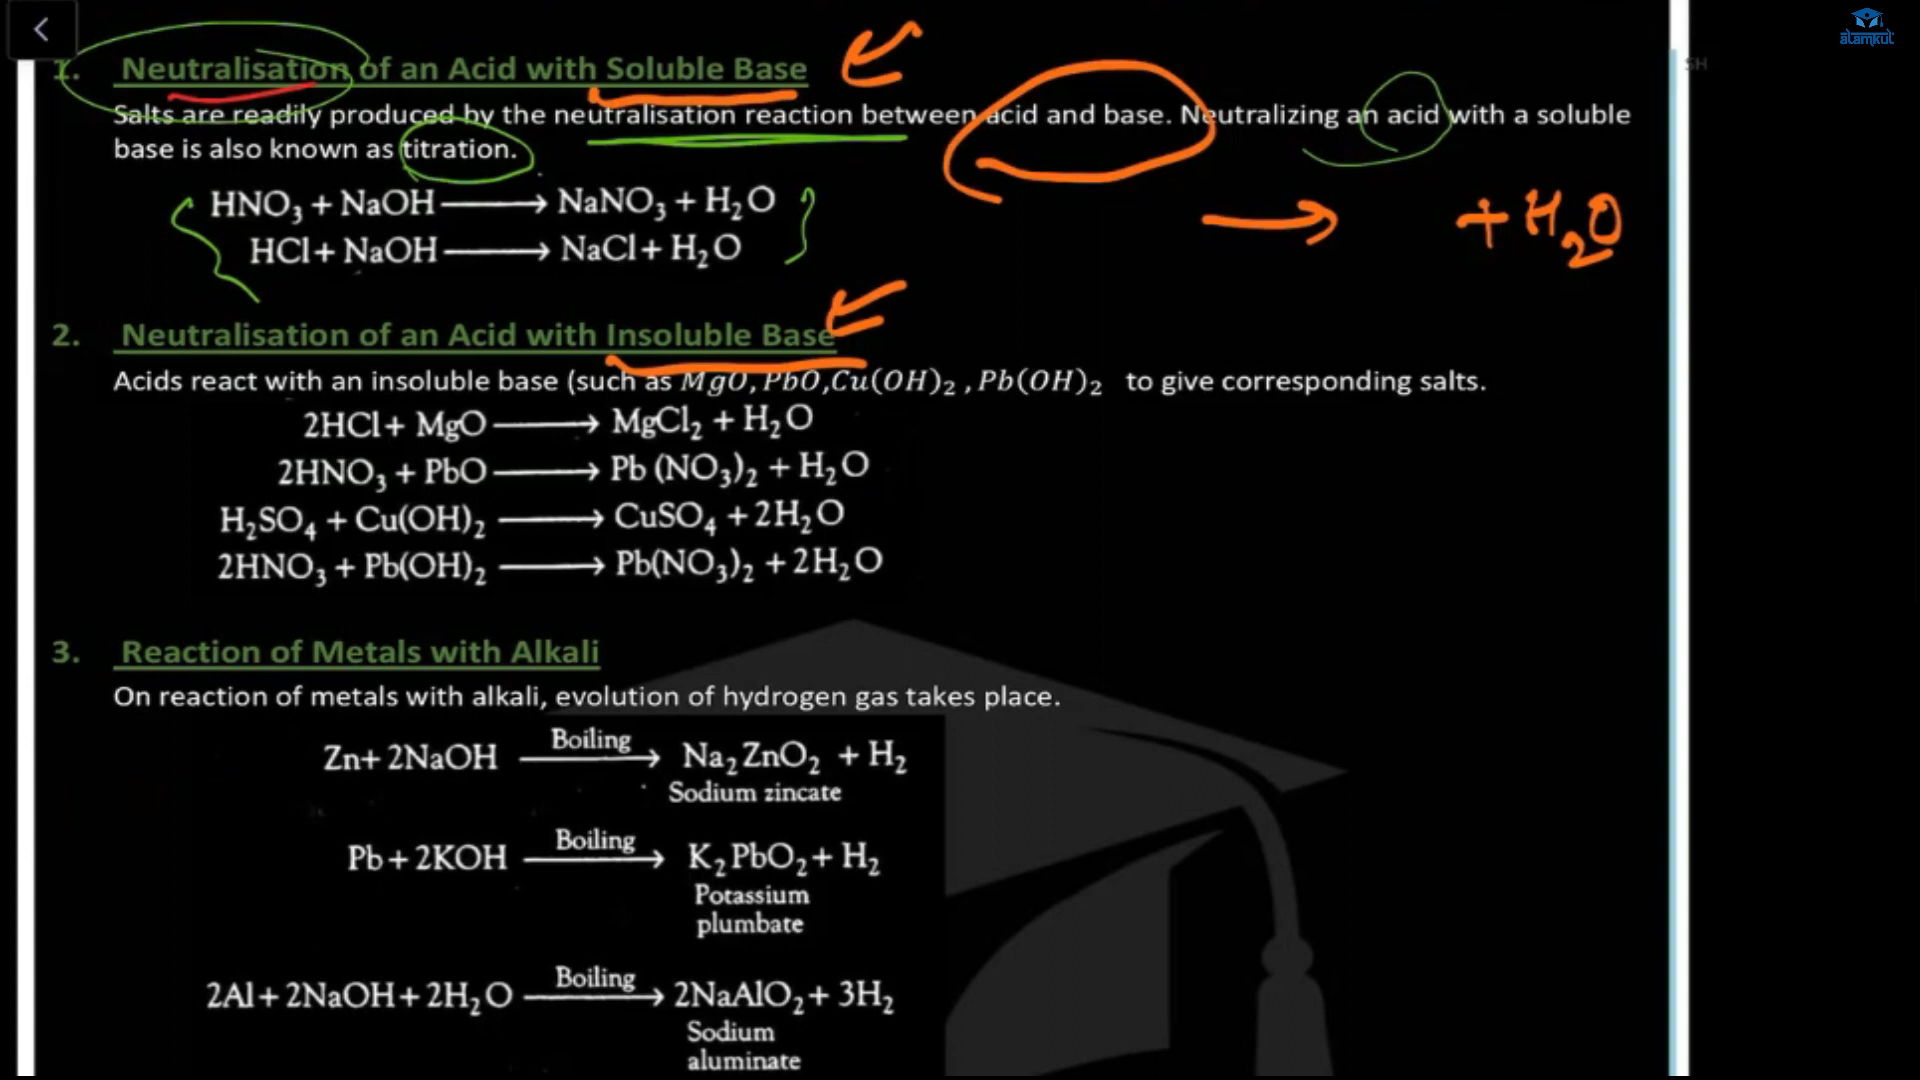 alamkul
SH
1. Neutralisation of an Acid with Soluble Base
Salts are readily produced by the neutralisation reaction between acid and base. Neutralizing an acid with a soluble
base is also known as titration.
HNO₃ + NaOH ⟶ NaNO₃ + H₂O
HCl + NaOH ⟶ NaCl + H₂O
→ + H₂O
2. Neutralisation of an Acid with Insoluble Base
Acids react with an insoluble base (such as MgO, PbO, Cu(OH)₂ , Pb(OH)₂ to give corresponding salts.
2HCl + MgO ⟶ MgCl₂ + H₂O
2HNO₃ + PbO ⟶ Pb (NO₃)₂ + H₂O
H₂SO₄ + Cu(OH)₂ ⟶ CuSO₄ + 2H₂O
2HNO₃ + Pb(OH)₂ ⟶ Pb(NO₃)₂ + 2H₂O
3. Reaction of Metals with Alkali
On reaction of metals with alkali, evolution of hydrogen gas takes place.
Boiling
Zn + 2NaOH ⟶ Na₂ZnO₂ + H₂
Sodium zincate
Boiling
Pb + 2KOH ⟶ K₂PbO₂ + H₂
Potassium
plumbate
Boiling
2Al + 2NaOH + 2H₂O ⟶ 2NaAlO₂ + 3H₂
Sodium
aluminate